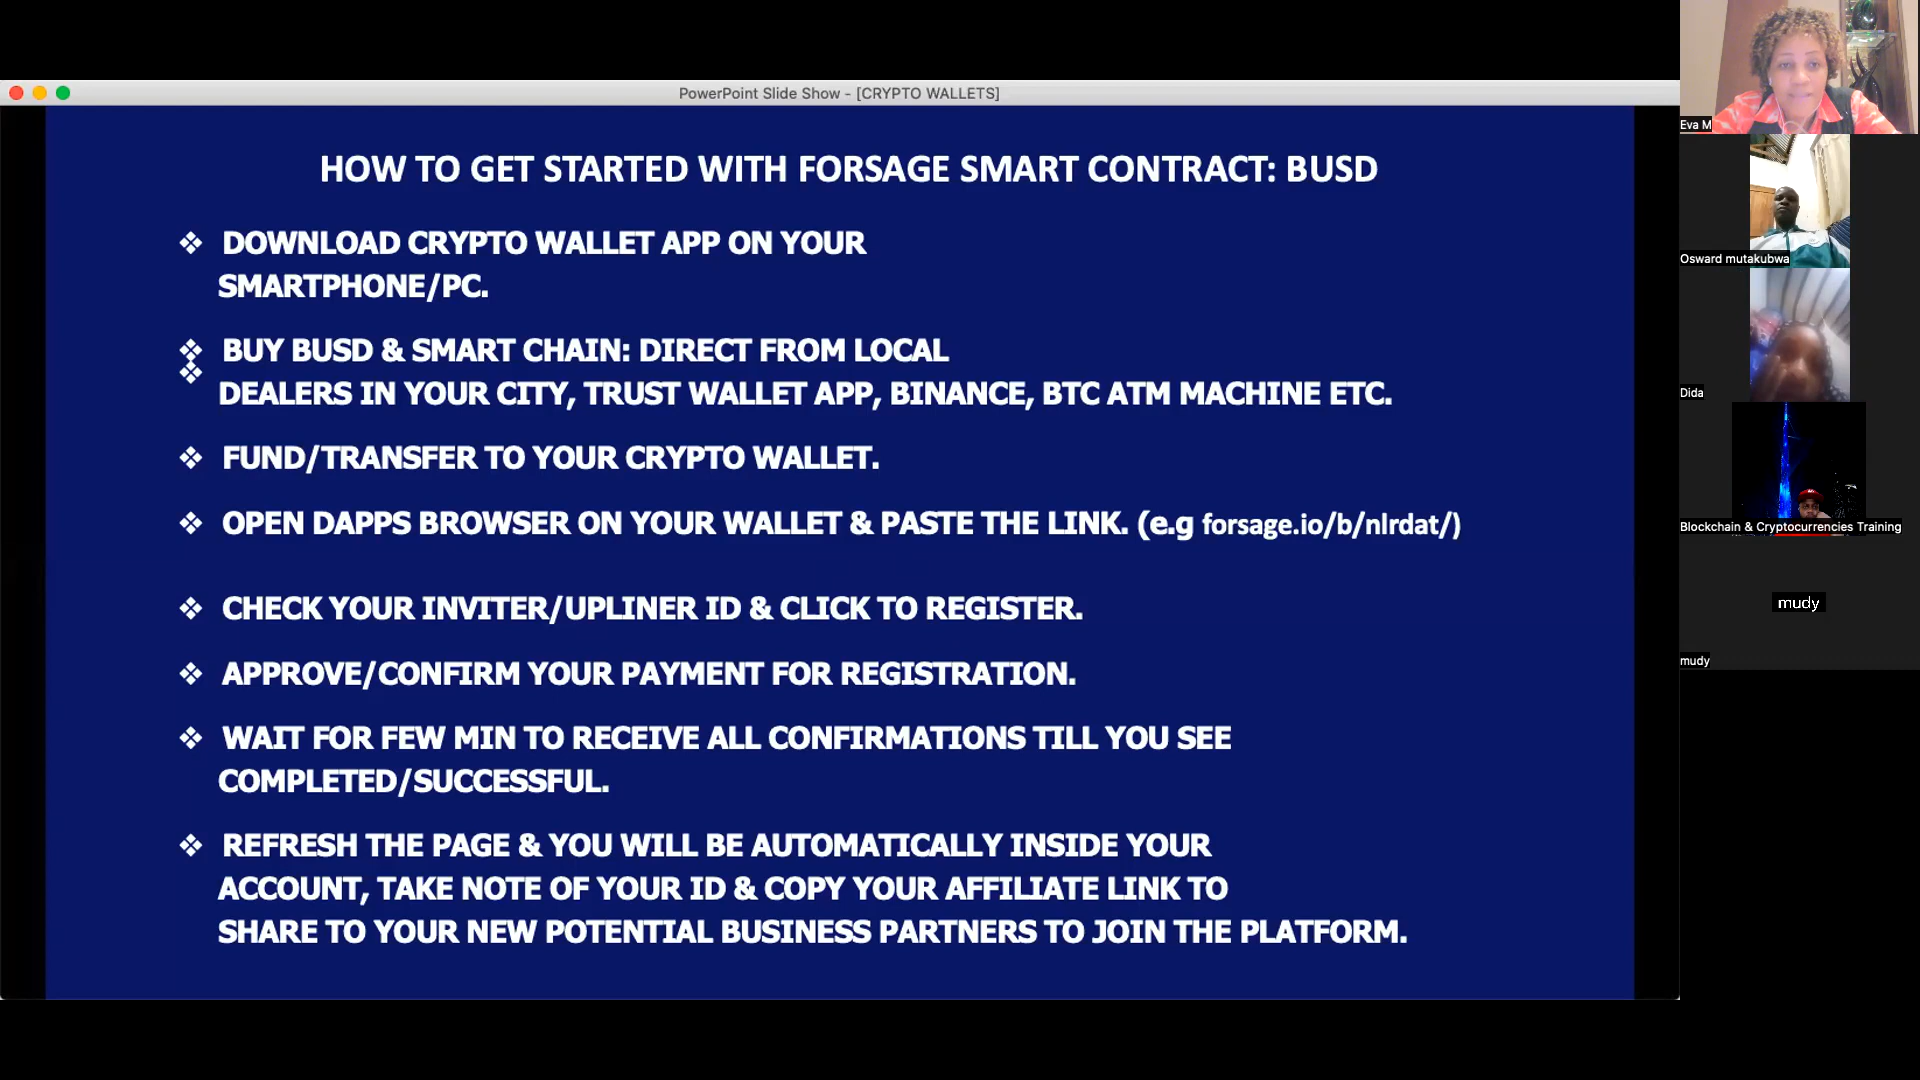 PowerPoint Slide Show - [CRYPTO WALLETS]
HOW TO GET STARTED WITH FORSAGE SMART CONTRACT: BUSD
❖ DOWNLOAD CRYPTO WALLET APP ON YOUR
SMARTPHONE/PC.
❖ BUY BUSD & SMART CHAIN: DIRECT FROM LOCAL
❖ DEALERS IN YOUR CITY, TRUST WALLET APP, BINANCE, BTC ATM MACHINE ETC.
❖ FUND/TRANSFER TO YOUR CRYPTO WALLET.
❖ OPEN DAPPS BROWSER ON YOUR WALLET & PASTE THE LINK. (e.g forsage.io/b/nlrdat/)
❖ CHECK YOUR INVITER/UPLINER ID & CLICK TO REGISTER.
❖ APPROVE/CONFIRM YOUR PAYMENT FOR REGISTRATION.
❖ WAIT FOR FEW MIN TO RECEIVE ALL CONFIRMATIONS TILL YOU SEE
COMPLETED/SUCCESSFUL.
❖ REFRESH THE PAGE & YOU WILL BE AUTOMATICALLY INSIDE YOUR
ACCOUNT, TAKE NOTE OF YOUR ID & COPY YOUR AFFILIATE LINK TO
SHARE TO YOUR NEW POTENTIAL BUSINESS PARTNERS TO JOIN THE PLATFORM.
Eva M
Osward mutakubwa
Dida
Blockchain & Cryptocurrencies Training
mudy
mudy